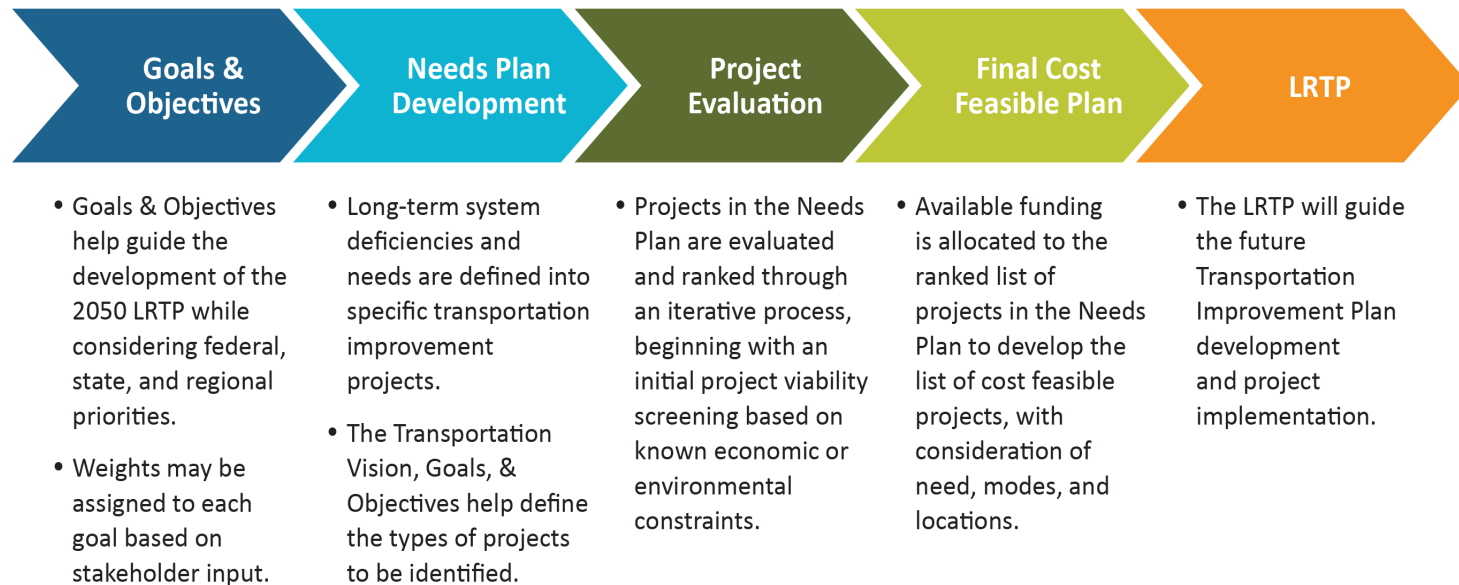 Goals &
Objectives
Needs Plan
Development
Project
Evaluation
Final Cost
Feasible Plan
LRTP
• Goals & Objectives
help guide the
development of the
2050 LRTP while
considering federal,
state, and regional
priorities.
• Weights may be
assigned to each
goal based on
stakeholder input.
• Long-term system
deficiencies and
needs are defined into
specific transportation
improvement
projects.
• The Transportation
Vision, Goals, &
Objectives help define
the types of projects
to be identified.
• Projects in the Needs
Plan are evaluated
and ranked through
an iterative process,
beginning with an
initial project viability
screening based on
known economic or
environmental
constraints.
• Available funding
is allocated to the
ranked list of
projects in the Needs
Plan to develop the
list of cost feasible
projects, with
consideration of
need, modes, and
locations.
• The LRTP will guide
the future
Transportation
Improvement Plan
development
and project
implementation.